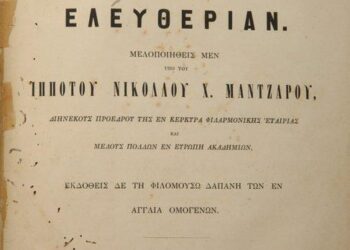 ΕΛΕΥΘΕΡΙΑΝ.
ΜΕΛΟΠΟΙΗΘΕΙΣ ΜΕΝ
ΥΠΟ ΤΟΥ
ΙΠΠΟΤΟΥ ΝΙΚΟΛΑΟΥ Χ. ΜΑΝΤΖΑΡΟΥ,
ΔΙΗΝΕΚΟΥΣ ΠΡΟΕΔΡΟΥ ΤΗΣ ΕΝ ΚΕΡΚΥΡΑ ΦΙΛΑΡΜΟΝΙΚΗΣ ΕΤΑΙΡΙΑΣ
ΚΑΙ
ΜΕΛΟΥΣ ΠΟΛΛΩΝ ΕΝ ΕΥΡΩΠΗ ΑΚΑΔΗΜΙΩΝ.
ΕΚΔΟΘΕΙΣ ΔΕ ΤΗ ΦΙΛΟΜΟΥΣΩ ΔΑΠΑΝΗ ΤΩΝ ΕΝ
ΑΓΓΛΙΑ ΟΜΟΓΕΝΩΝ.